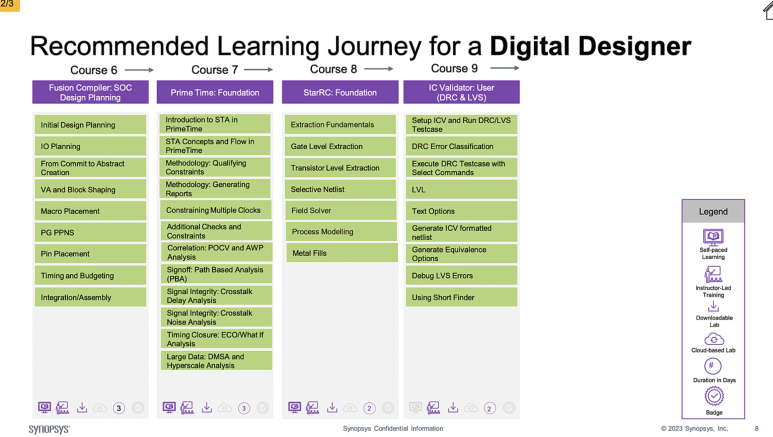 2/3
Recommended Learning Journey for a Digital Designer
Course 6
Course 7
Course 8
Course 9
Fusion Compiler: SOC
Design Planning
Prime Time: Foundation
StarRC: Foundation
IC Validator: User
(DRC & LVS)
Initial Design Planning
IO Planning
From Commit to Abstract
Creation
VA and Block Shaping
Macro Placement
PG PPNS
Pin Placement
Timing and Budgeting
Integration/Assembly
3
Introduction to STA in
PrimeTime
STA Concepts and Flow in
PrimeTime
Methodology: Qualifying
Constraints
Methodology: Generating
Reports
Constraining Multiple Clocks
Additional Checks and
Constraints
Correlation: POCV and AWP
Analysis
Signoff: Path Based Analysis
(PBA)
Signal Integrity: Crosstalk
Delay Analysis
Signal Integrity: Crosstalk
Noise Analysis
Timing Closure: ECO/What If
Analysis
Large Data: DMSA and
Hyperscale Analysis
3
Extraction Fundamentals
Gate Level Extraction
Transistor Level Extraction
Selective Netlist
Field Solver
Process Modelling
Metal Fills
2
Setup ICV and Run DRC/LVS
Testcase
DRC Error Classification
Execute DRC Testcase with
Select Commands
LVL
Text Options
Generate ICV formatted
netlist
Generate Equivalence
Options
Debug LVS Errors
Using Short Finder
2
Legend
Self-paced
Learning
Instructor-Led
Training
Downloadable
Lab
Cloud-based Lab
#
Duration in Days
Badge
SYNOPSYS
Synopsys Confidential Information
© 2023 Synopsys, Inc.
8